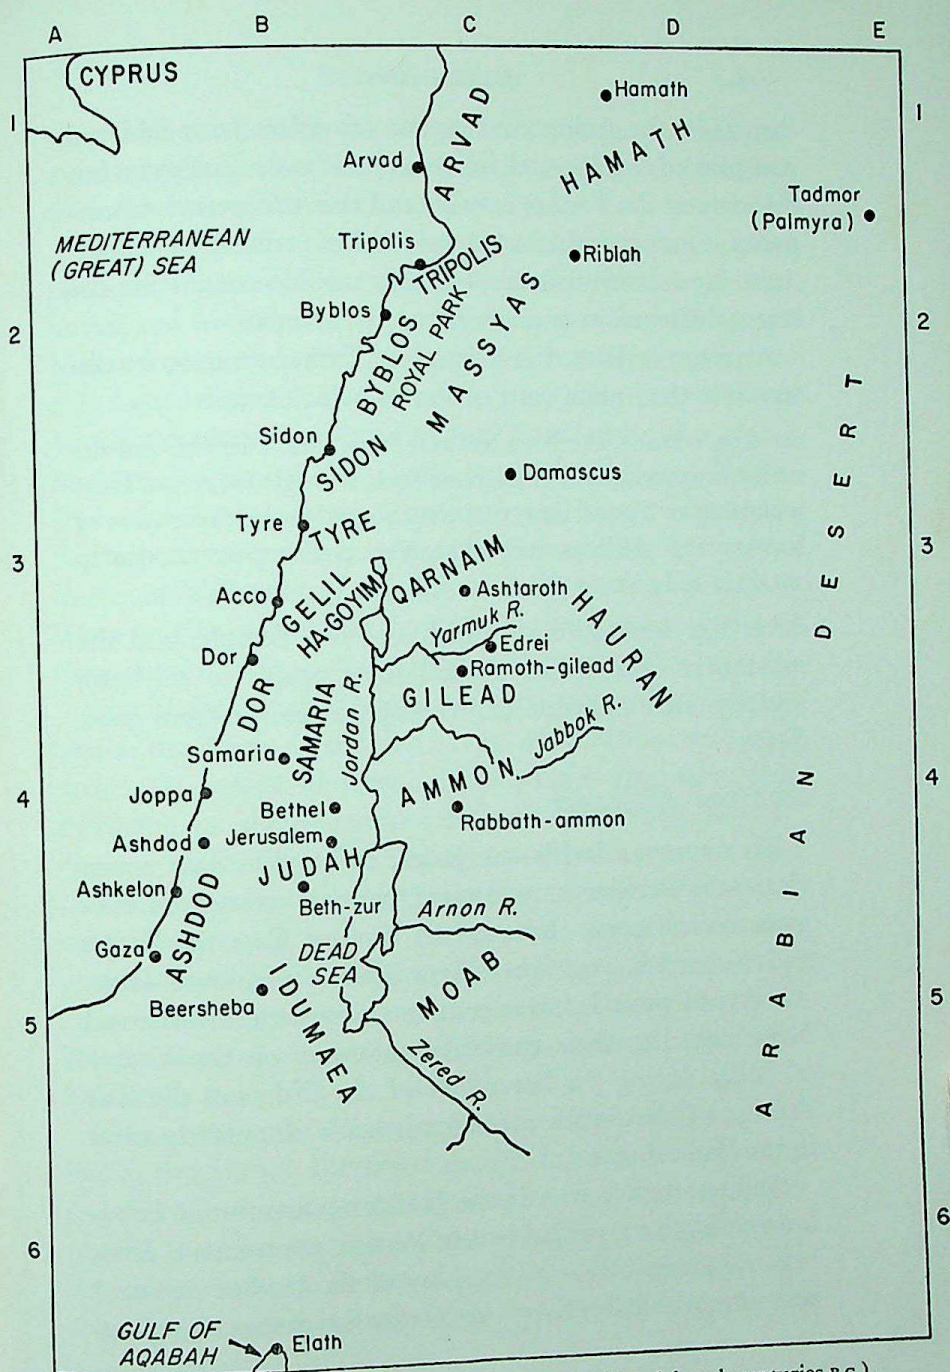 A B C D E
CYPRUS
Hamath
1 1
ARVAD
HAMATH
Arvad
Tadmor
(Palmyra)
MEDITERRANEAN
(GREAT) SEA
Tripolis
TRIPOLIS
Riblah
Byblos
2 2
BYBLOS
ROYAL PARK
MASSYAS
Sidon
SIDON
Damascus
Tyre
TYRE
3 3
GELIL
HA-GOYIM
QARNAIM
Ashtaroth
Acco
HAURAN
Yarmuk R.
Edrei
Dor
Ramoth-gilead
DOR
SAMARIA
Jordan R.
GILEAD
Jabbok R.
Samaria
4 4
Joppa
AMMON
Bethel
Rabbath-ammon
Ashdod
Jerusalem
JUDAH
Ashkelon
Beth-zur
ASHDOD
Arnon R.
Gaza
DEAD
SEA
MOAB
Beersheba
5 5
IDUMAEA
Zered R.
ARABIAN DESERT
6 6
GULF OF
AQABAH
Elath
B.C.)